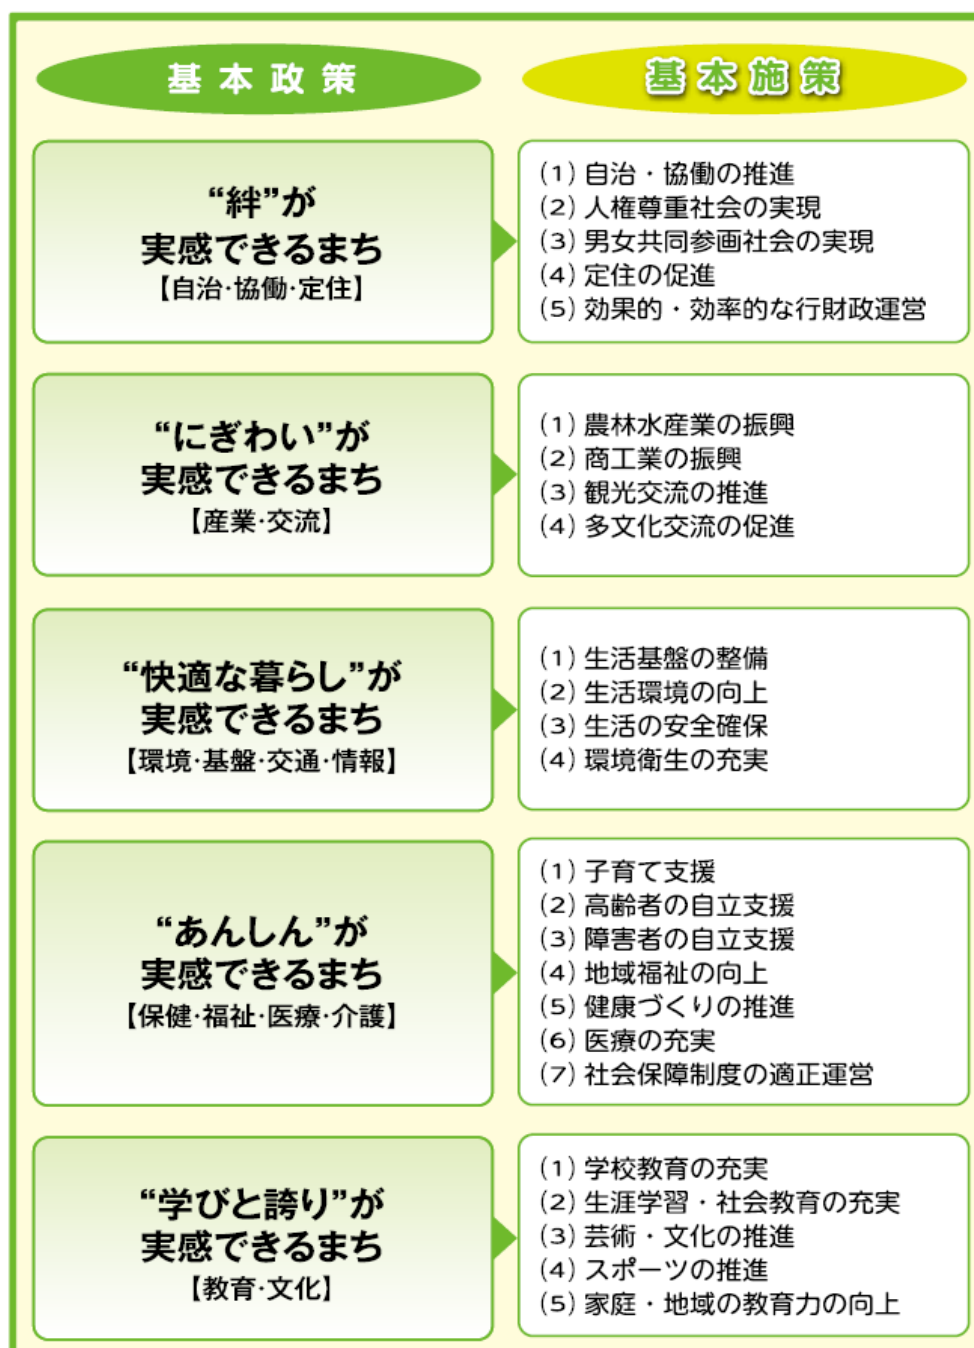 基本政策
基本施策
“絆”が
実感できるまち
【自治·協働·定住】
(1) 自治・協働の推進
(2) 人権尊重社会の実現
(3) 男女共同参画社会の実現
(4) 定住の促進
(5) 効果的・効率的な行財政運営
“にぎわい”が
実感できるまち
【産業·交流】
(1) 農林水産業の振興
(2) 商工業の振興
(3) 観光交流の推進
(4) 多文化交流の促進
“快適な暮らし”が
実感できるまち
【環境·基盤·交通·情報】
(1) 生活基盤の整備
(2) 生活環境の向上
(3) 生活の安全確保
(4) 環境衛生の充実
“あんしん”が
実感できるまち
【保健·福祉·医療·介護】
(1) 子育て支援
(2) 高齢者の自立支援
(3) 障害者の自立支援
(4) 地域福祉の向上
(5) 健康づくりの推進
(6) 医療の充実
(7) 社会保障制度の適正運営
“学びと誇り”が
実感できるまち
【教育·文化】
(1) 学校教育の充実
(2) 生涯学習・社会教育の充実
(3) 芸術・文化の推進
(4) スポーツの推進
(5) 家庭・地域の教育力の向上